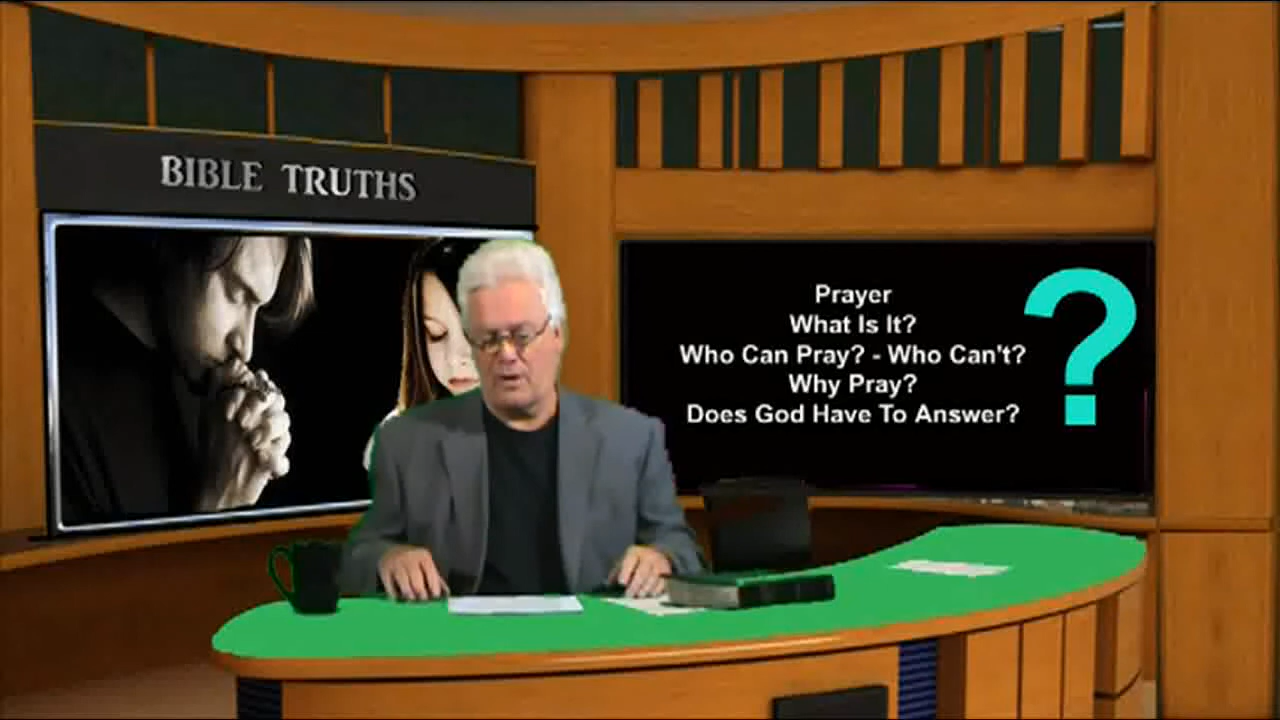 BIBLE TRUTHS
Prayer
What Is It?
Who Can Pray? - Who Can't?
Why Pray?
Does God Have To Answer?
?